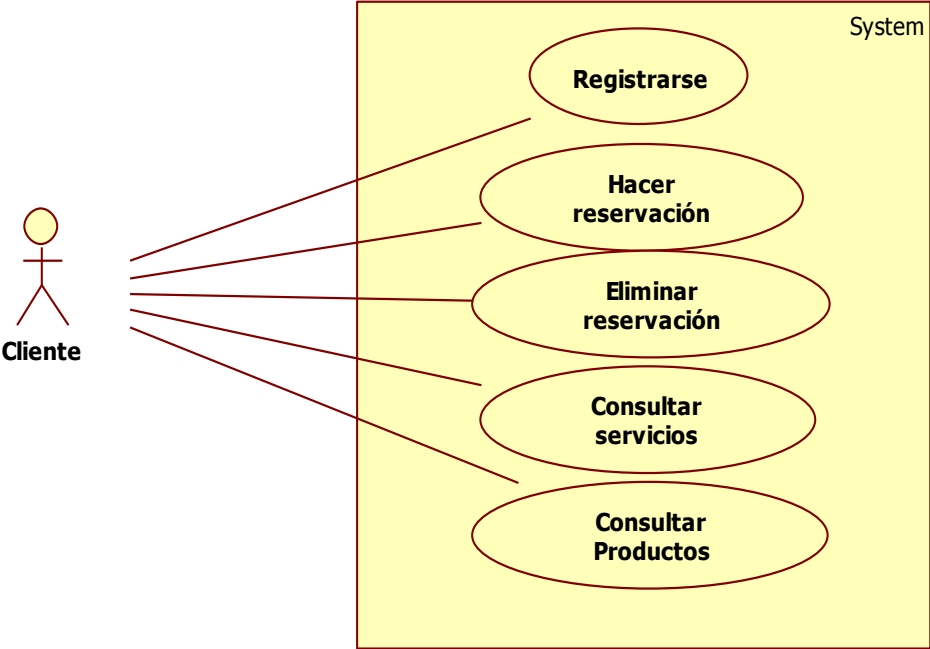 System
Registrarse
Hacer
reservación
Eliminar
reservación
Cliente
Consultar
servicios
Consultar
Productos